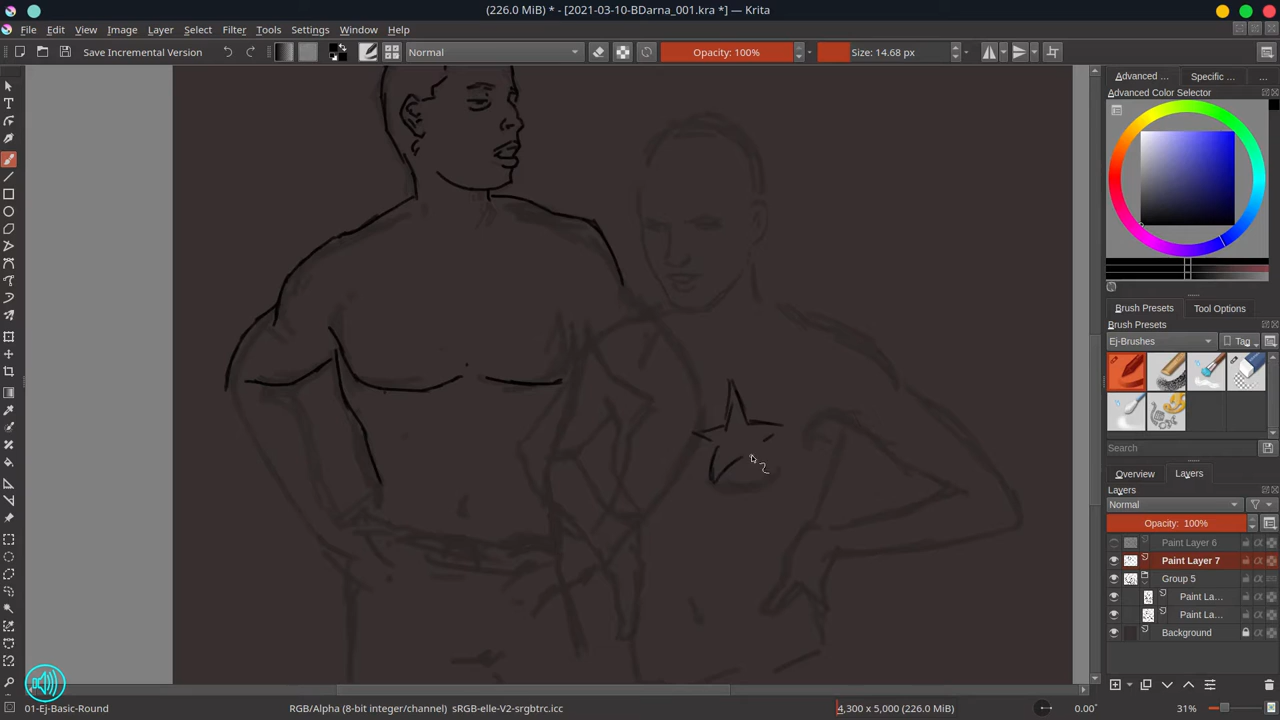 (226.0 MiB) * - [2021-03-10-BDarna_001.kra *] — Krita
File Edit View Image Layer Select Filter Tools Settings Window Help
Save Incremental Version Normal Opacity: 100% Size: 14.68 px
Advanced ... Specific ... ...
Advanced Color Selector
Brush Presets Tool Options
Brush Presets
Ej-Brushes Tag
Search
Overview Layers
Layers
Normal
Opacity: 100%
Paint Layer 6
Paint Layer 7
Group 5
Paint La...
Paint La...
Background
01-Ej-Basic-Round RGB/Alpha (8-bit integer/channel) sRGB-elle-V2-srgbtrc.icc 4,300 x 5,000 (226.0 MiB) 0.00° 31%